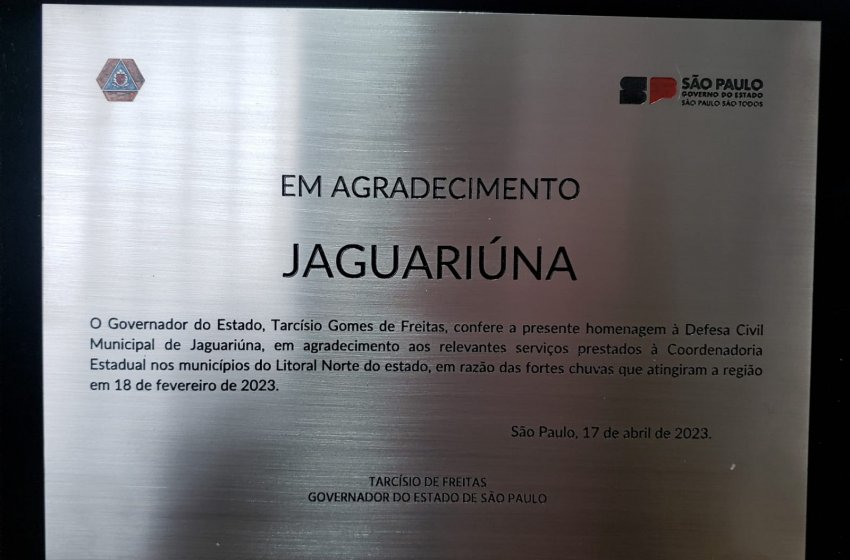 SÃO PAULO
GOVERNO DO ESTADO
SÃO PAULO SÃO TODOS
EM AGRADECIMENTO
JAGUARIÚNA
O Governador do Estado, Tarcísio Gomes de Freitas, confere a presente homenagem à Defesa Civil
Municipal de Jaguariúna, em agradecimento aos relevantes serviços prestados à Coordenadoria
Estadual nos municípios do Litoral Norte do estado, em razão das fortes chuvas que atingiram a região
em 18 de fevereiro de 2023.
São Paulo, 17 de abril de 2023.
TARCÍSIO DE FREITAS
GOVERNADOR DO ESTADO DE SÃO PAULO